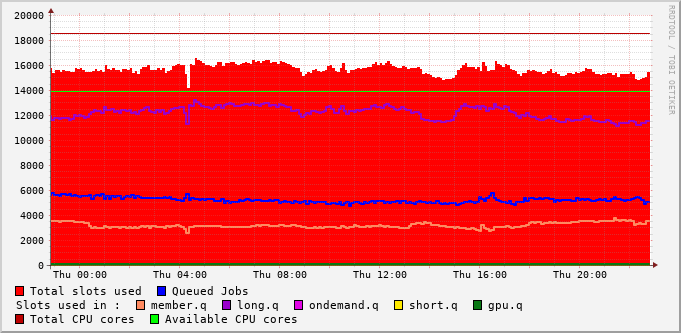 20000
18000
16000
14000
12000
10000
8000
6000
4000
2000
0
Thu 00:00 Thu 04:00 Thu 08:00 Thu 12:00 Thu 16:00 Thu 20:00
Total slots used Queued Jobs
Slots used in : member.q long.q ondemand.q short.q gpu.q
Total CPU cores Available CPU cores
RRDTOOL / TOBI OETIKER